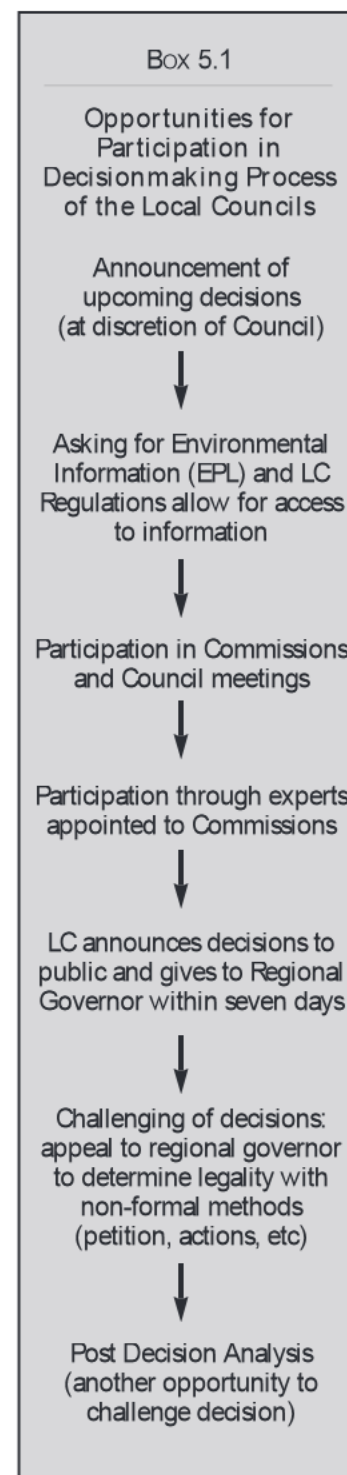 BOX 5.1
Opportunities for
Participation in
Decisionmaking Process
of the Local Councils
Announcement of
upcoming decisions
(at discretion of Council)
Asking for Environmental
Information (EPL) and LC
Regulations allow for access
to information
Participation in Commissions
and Council meetings
Participation through experts
appointed to Commissions
LC announces decisions to
public and gives to Regional
Governor within seven days
Challenging of decisions:
appeal to regional governor
to determine legality with
non-formal methods
(petition, actions, etc)
Post Decision Analysis
(another opportunity to
challenge decision)